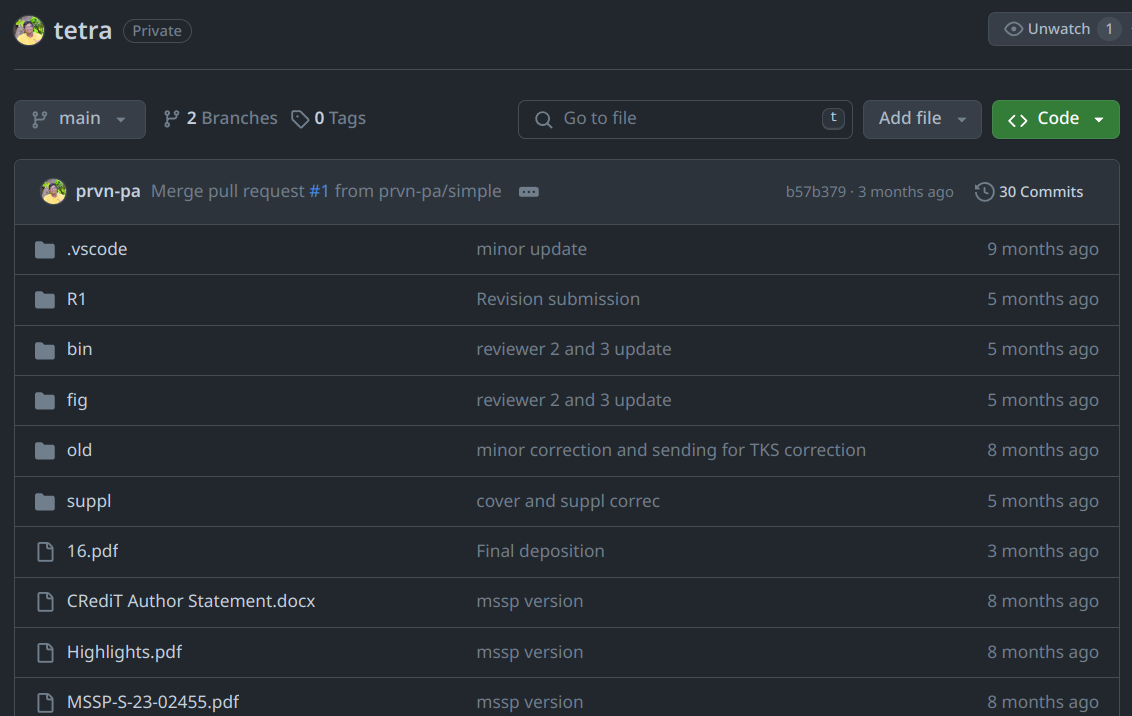 tetra Private Unwatch 1
main 2 Branches 0 Tags Go to file t Add file Code
prvn-pa Merge pull request #1 from prvn-pa/simple b57b379 · 3 months ago 30 Commits
.vscode minor update 9 months ago
R1 Revision submission 5 months ago
bin reviewer 2 and 3 update 5 months ago
fig reviewer 2 and 3 update 5 months ago
old minor correction and sending for TKS correction 8 months ago
suppl cover and suppl correc 5 months ago
16.pdf Final deposition 3 months ago
CRediT Author Statement.docx mssp version 8 months ago
Highlights.pdf mssp version 8 months ago
MSSP-S-23-02455.pdf mssp version 8 months ago